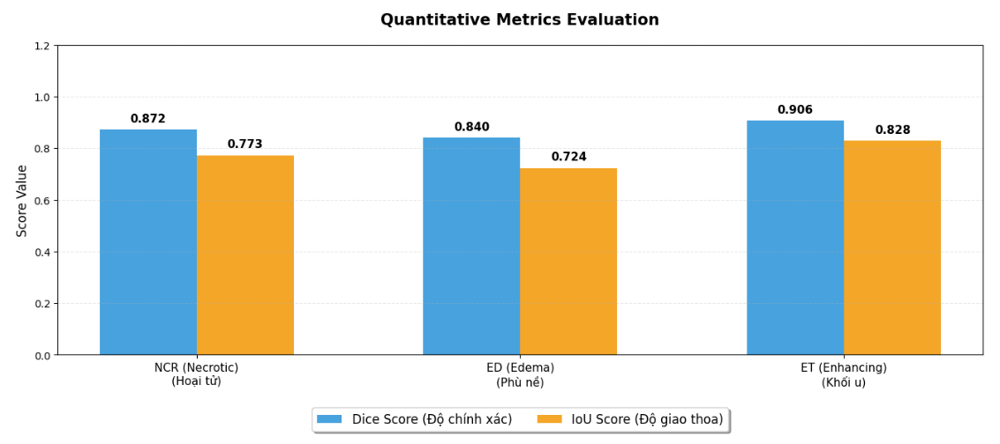 Quantitative Metrics Evaluation
1.2
1.0
0.8
0.6
0.4
0.2
0.0
Score Value
0.872
0.773
0.840
0.724
0.906
0.828
NCR (Necrotic)
(Hoại tử)
ED (Edema)
(Phù nề)
ET (Enhancing)
(Khối u)
Dice Score (Độ chính xác)
IoU Score (Độ giao thoa)